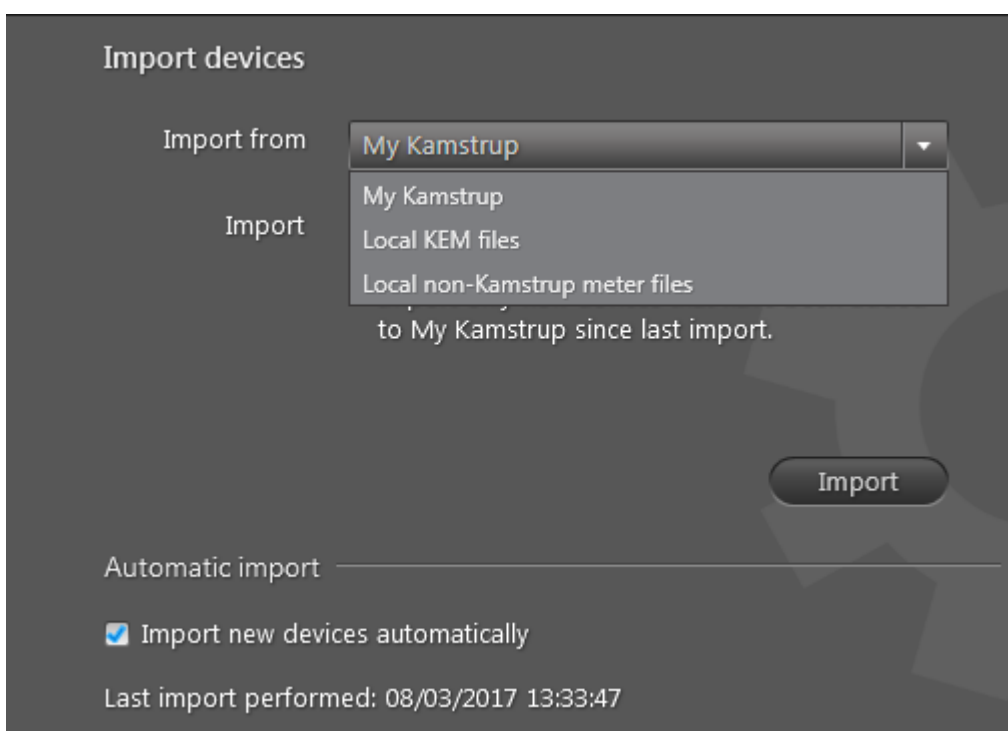 Import devices
Import from
My Kamstrup
My Kamstrup
Import
Local KEM files
Local non-Kamstrup meter files
to My Kamstrup since last import.
Import
Automatic import
Import new devices automatically
Last import performed: 08/03/2017 13:33:47